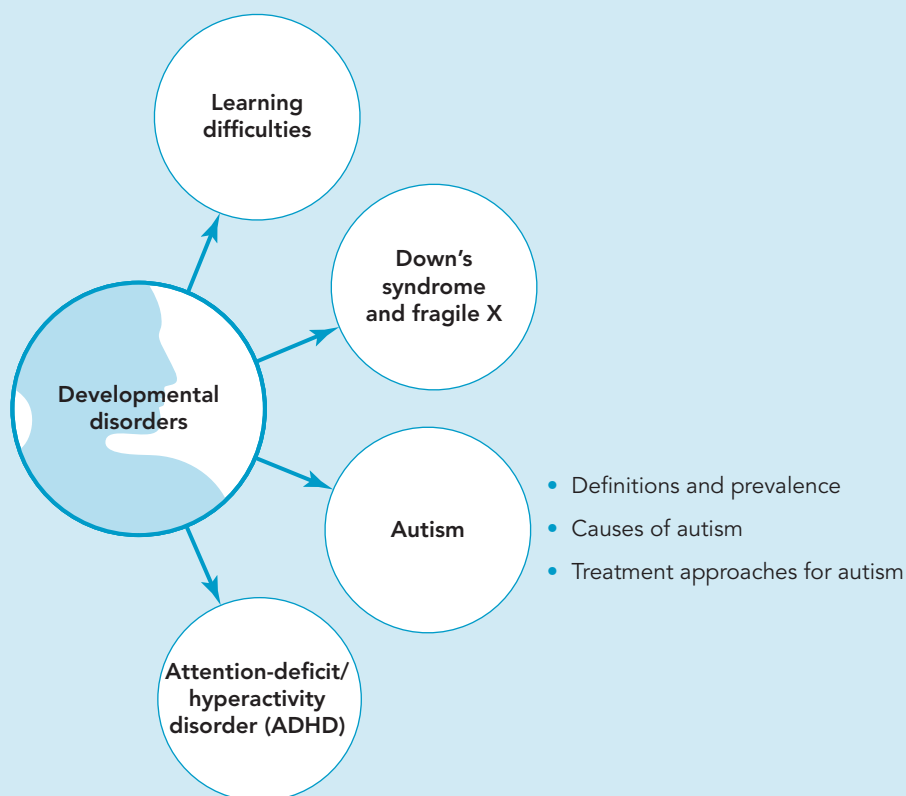 Learning
difficulties
Down's
syndrome
and fragile X
Developmental
disorders
Autism
• Definitions and prevalence
• Causes of autism
• Treatment approaches for autism
Attention-deficit/
hyperactivity
disorder (ADHD)